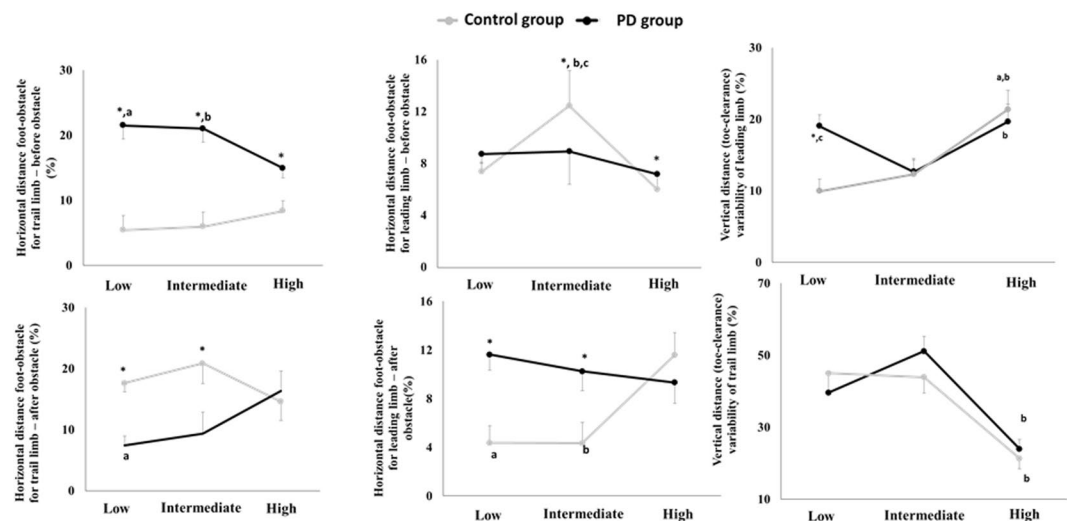 Control group PD group
Horizontal distance foot-obstacle
for trail limb – before obstacle
(%)
30
20
10
0
*,a
*,b
*
Low Intermediate High
Horizontal distance foot-obstacle
for leading limb – before obstacle
16
12
8
4
*, b,c
*
Low Intermediate High
Vertical distance (toe-clearance)
variability of leading limb (%)
30
20
10
0
*,c
a,b
b
Low Intermediate High
Horizontal distance foot-obstacle
for trail limb – after obstacle (%)
30
20
10
0
*
*
a
Low Intermediate High
Horizontal distance foot-obstacle
for leading limb – after
obstacle(%)
16
12
8
4
0
*
*
a
b
Low Intermediate High
Vertical distance (toe-clearance)
variability of trail limb (%)
70
50
30
10
b
b
Low Intermediate High